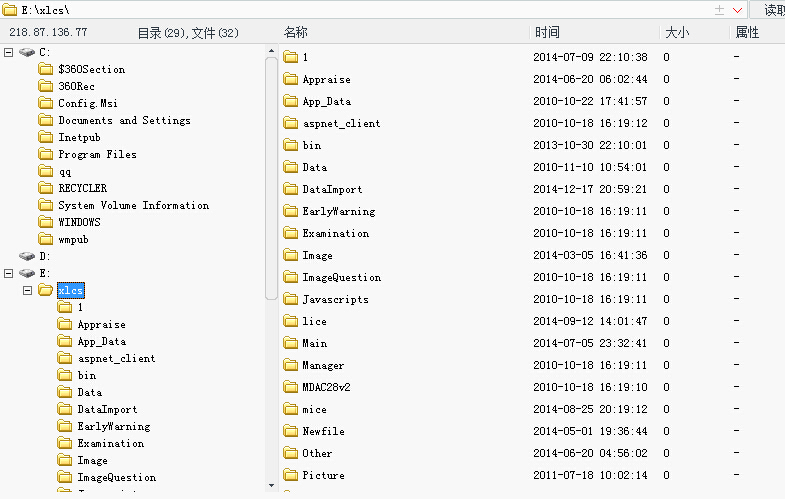 E:\xlcs\
读取
218.87.136.77 目录(29),文件(32)
名称 时间 大小 属性
C:
$360Section
360Rec
Config.Msi
Documents and Settings
Inetpub
Program Files
qq
RECYCLER
System Volume Information
WINDOWS
wmpub
D:
E:
xlcs
1
Appraise
App_Data
aspnet_client
bin
Data
DataImport
EarlyWarning
Examination
Image
ImageQuestion
1 2014-07-09 22:10:38 0 -
Appraise 2014-06-20 06:02:44 0 -
App_Data 2010-10-22 17:41:57 0 -
aspnet_client 2010-10-18 16:19:12 0 -
bin 2013-10-30 22:10:01 0 -
Data 2010-11-10 10:54:01 0 -
DataImport 2014-12-17 20:59:21 0 -
EarlyWarning 2010-10-18 16:19:11 0 -
Examination 2010-10-18 16:19:11 0 -
Image 2014-03-05 16:41:36 0 -
ImageQuestion 2010-10-18 16:19:11 0 -
Javascripts 2010-10-18 16:19:11 0 -
lice 2014-09-12 14:01:47 0 -
Main 2014-07-05 23:32:41 0 -
Manager 2010-10-18 16:19:11 0 -
MDAC28v2 2010-10-18 16:19:10 0 -
mice 2014-08-25 20:19:12 0 -
Newfile 2014-05-01 19:36:44 0 -
Other 2014-06-20 04:56:02 0 -
Picture 2011-07-18 10:02:14 0 -